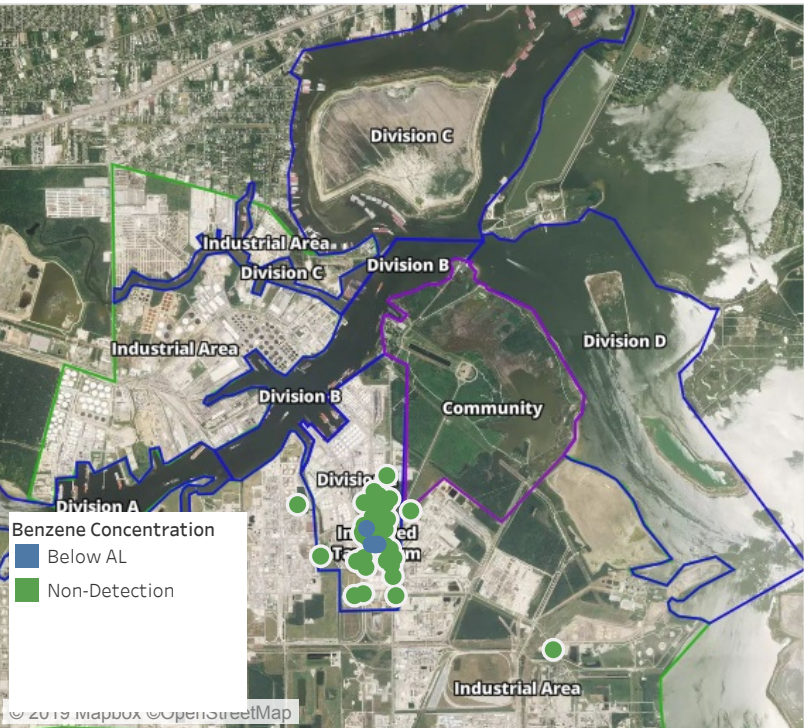 Division C
Industrial Area
Division C
Division B
Division D
Industrial Area
Division B
Community
Division A
Benzene Concentration
Below AL
Non-Detection
Industrial Area
© 2019 Mapbox ©OpenStreetMap